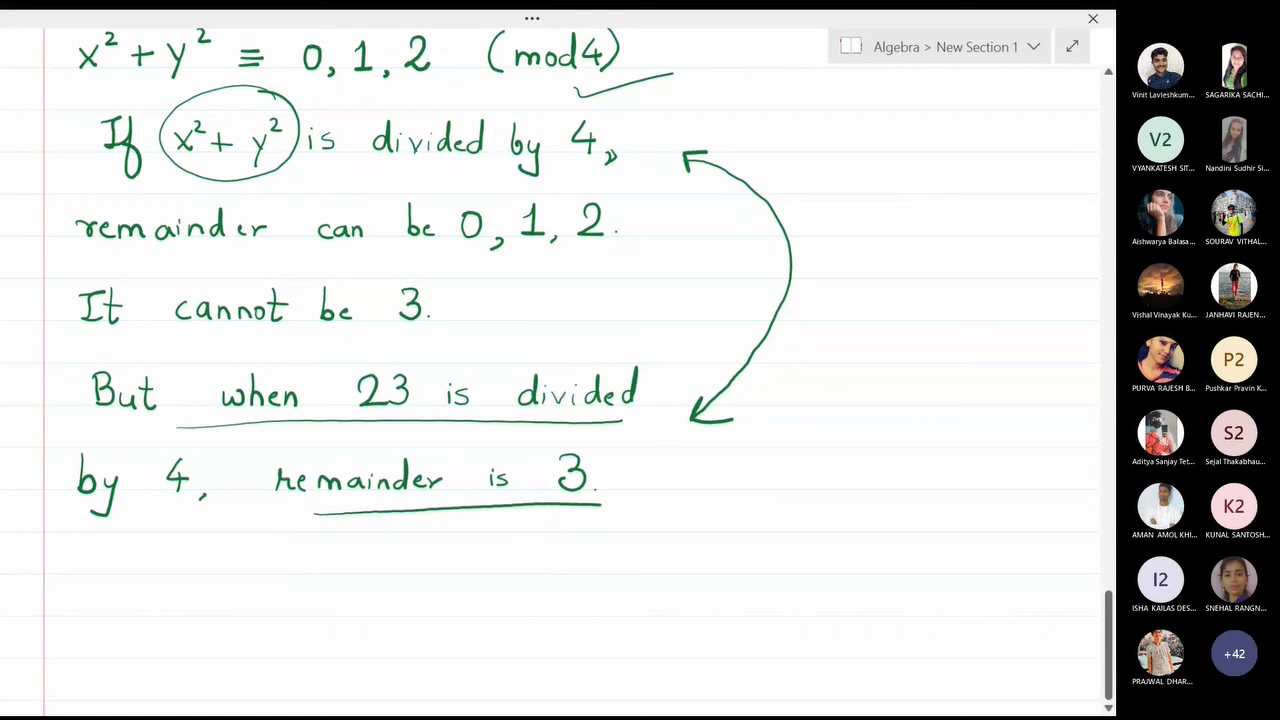 Algebra > New Section 1
x² + y² ≡ 0, 1, 2 (mod 4)
If x² + y² is divided by 4,
remainder can be 0, 1, 2.
It cannot be 3.
But when 23 is divided
by 4, remainder is 3.
Vinit Lavleshkum...
SAGARIKA SACHI...
V2
VYANKATESH SIT...
Nandini Sudhir Si...
Aishwarya Balasa...
SOURAV VITHAL...
Vishal Vinayak Ku...
JANHAVI RAJEN...
P2
PURVA RAJESH B...
Pushkar Pravin K...
S2
Aditya Sanjay Tet...
Sejal Thakabhau...
K2
AMAN AMOL KHI...
KUNAL SANTOSH...
I2
ISHA KAILAS DES...
SNEHAL RANGN...
+42
PRAJWAL DHAR...